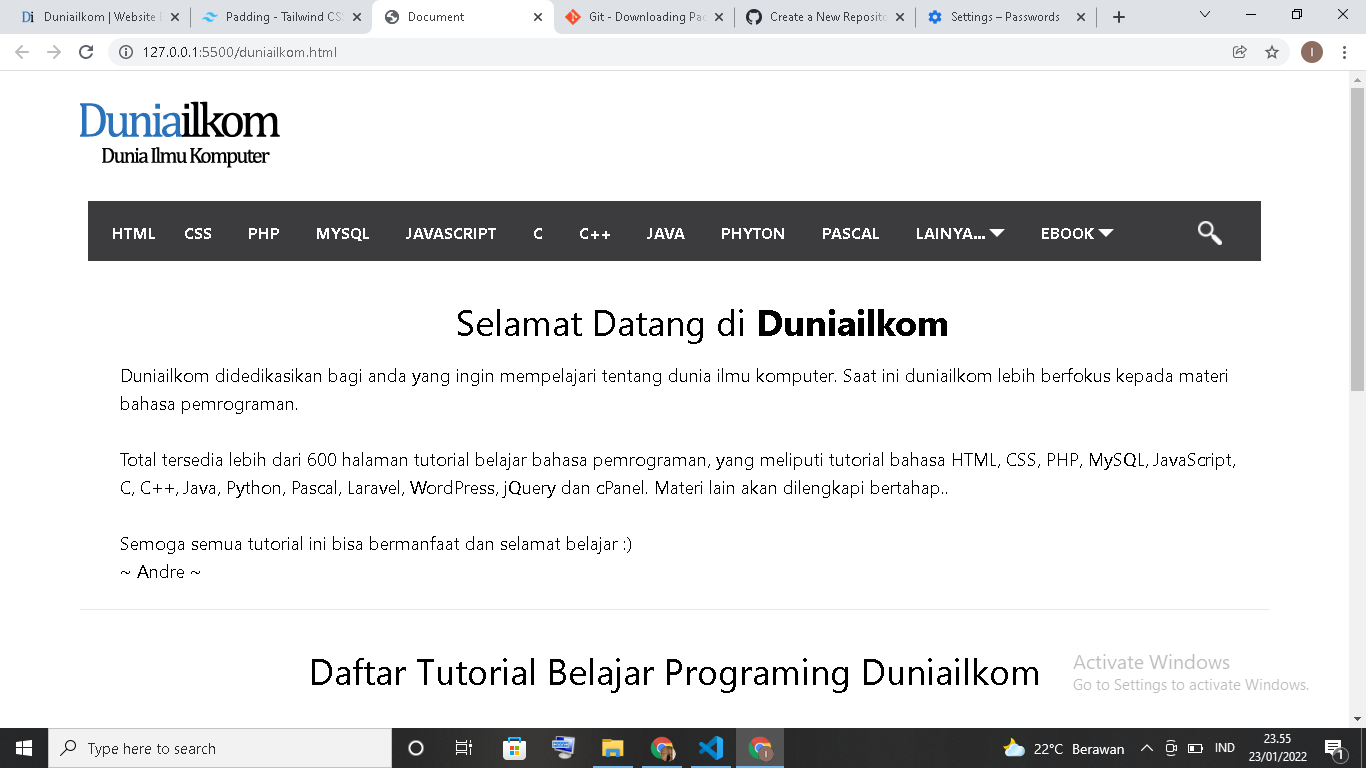 Duniailkom | Website
Padding - Tailwind CS
Document
Git - Downloading Pac
Create a New Reposito
Settings – Passwords
127.0.0.1:5500/duniailkom.html
I
Duniailkom
Dunia Ilmu Komputer
HTML CSS PHP MYSQL JAVASCRIPT C C++ JAVA PHYTON PASCAL LAINYA... EBOOK
Selamat Datang di Duniailkom
Duniailkom didedikasikan bagi anda yang ingin mempelajari tentang dunia ilmu komputer. Saat ini duniailkom lebih berfokus kepada materi
bahasa pemrograman.
Total tersedia lebih dari 600 halaman tutorial belajar bahasa pemrograman, yang meliputi tutorial bahasa HTML, CSS, PHP, MySQL, JavaScript,
C, C++, Java, Python, Pascal, Laravel, WordPress, jQuery dan cPanel. Materi lain akan dilengkapi bertahap..
Semoga semua tutorial ini bisa bermanfaat dan selamat belajar :)
~ Andre ~
Daftar Tutorial Belajar Programing Duniailkom
Activate Windows
Go to Settings to activate Windows.
Type here to search
22°C Berawan
IND
23.55
23/01/2022
1